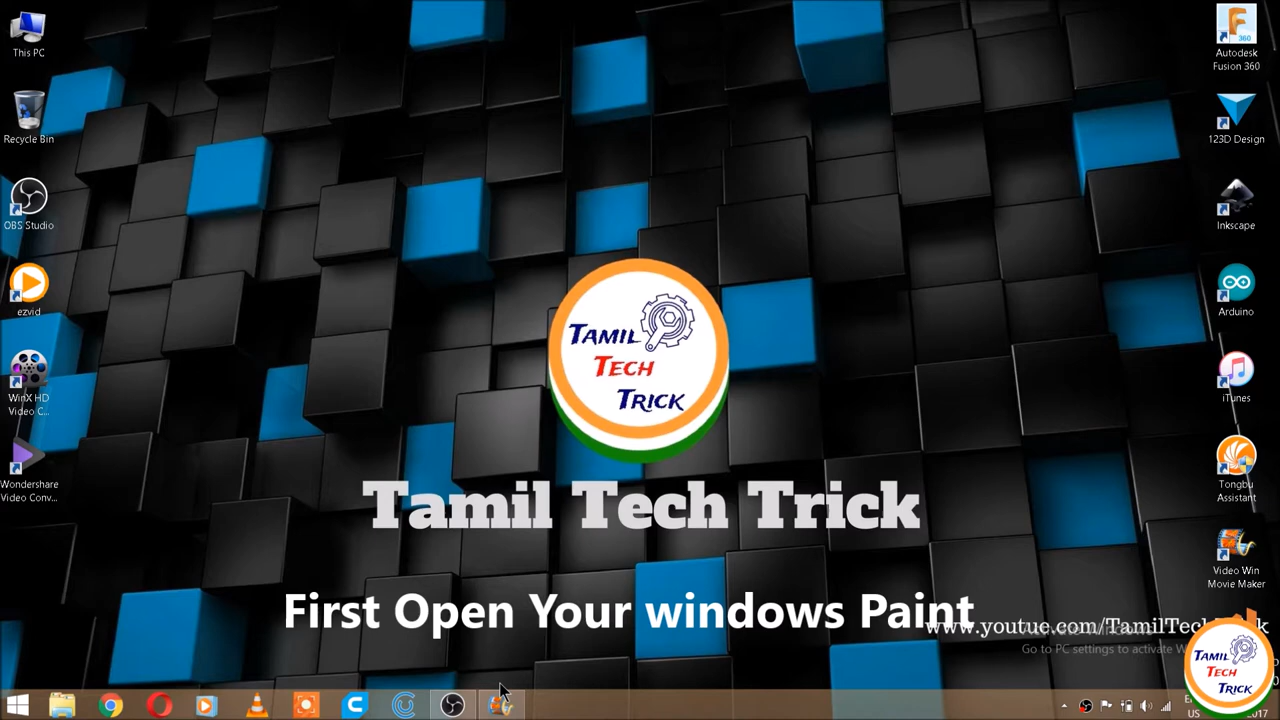 This PC
Recycle Bin
OBS Studio
ezvid
WinX HD
Video C...
Wondershare
Video Conv...
Autodesk
Fusion 360
360
123D Design
Inkscape
Arduino
iTunes
Tongbu
Assistant
Video Win
Movie Maker
TAMIL
TECH
TRICK
Tamil Tech Trick
First Open Your windows Paint
www.youtue.com/TamilTechTrick
Go to PC settings to activate W
TAMIL
TECH
TRICK
US
2017